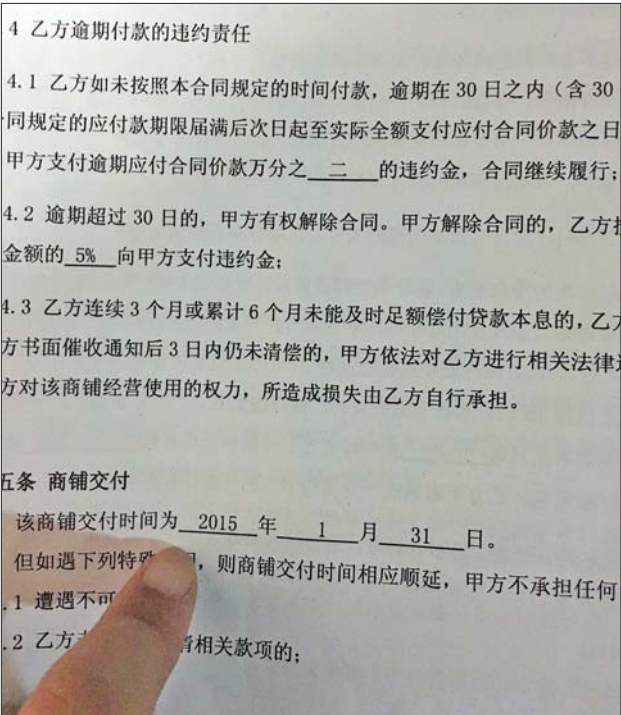 4 乙方逾期付款的违约责任
4.1 乙方如未按照本合同规定的时间付款，逾期在 30 日之内（含 30
同规定的应付款期限届满后次日起至实际全额支付应付合同价款之日
甲方支付逾期应付合同价款万分之 二 的违约金，合同继续履行；
4.2 逾期超过 30 日的，甲方有权解除合同。甲方解除合同的，乙方
金额的 5% 向甲方支付违约金；
4.3 乙方连续 3 个月或累计 6 个月未能及时足额偿付贷款本息的，乙
方书面催收通知后 3 日内仍未清偿的，甲方依法对乙方进行相关法律
方对该商铺经营使用的权力，所造成损失由乙方自行承担。
五条 商铺交付
该商铺交付时间为 2015 年 1 月 31 日。
但如遇下列特殊 ，则商铺交付时间相应顺延，甲方不承担任何
.1 遭遇不可
.2 乙方 相关款项的；